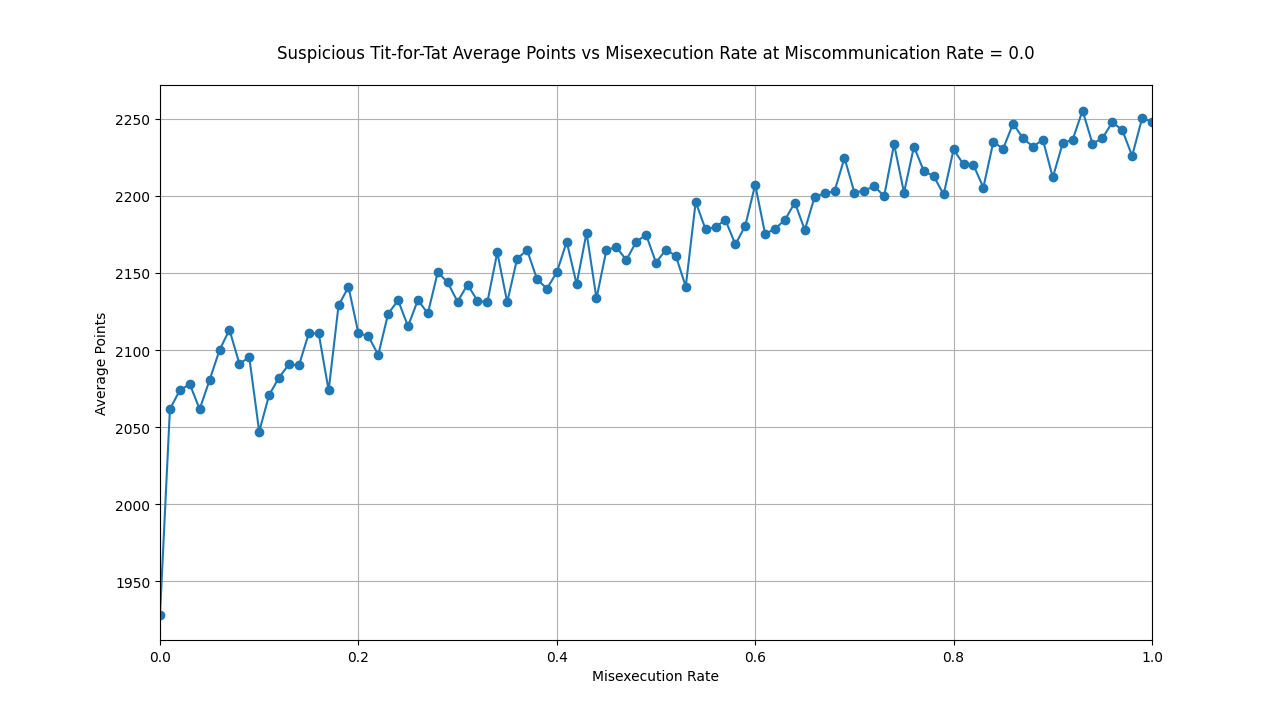 Suspicious Tit-for-Tat Average Points vs Misexecution Rate at Miscommunication Rate = 0.0
2250
2200
2150
2100
2050
2000
1950
Average Points
0.0 0.2 0.4 0.6 0.8 1.0
Misexecution Rate